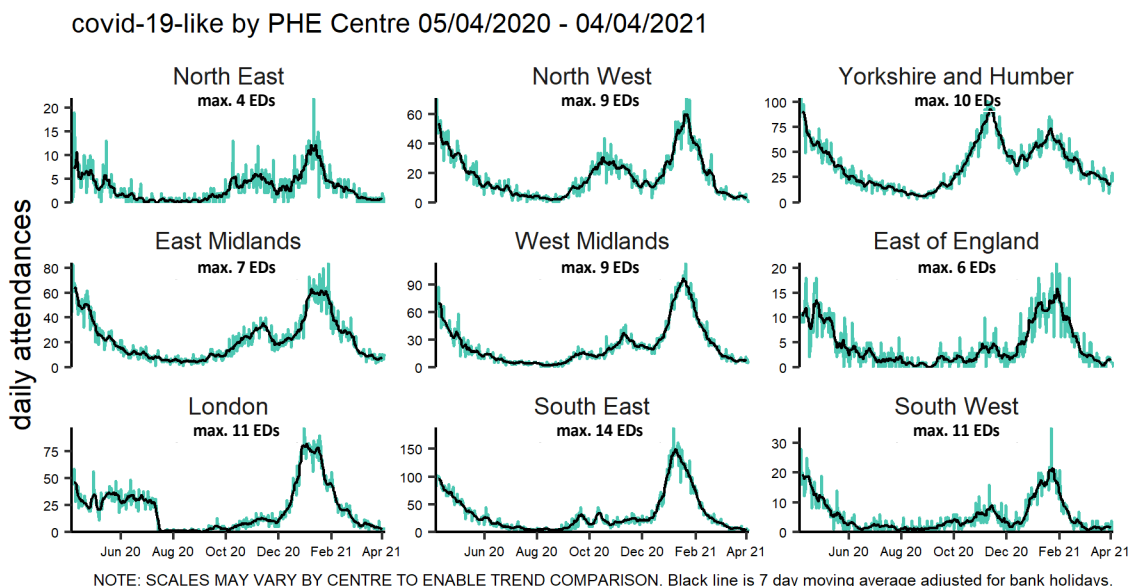 covid-19-like by PHE Centre 05/04/2020 - 04/04/2021
daily attendances
North East
max. 4 EDs
20
15
10
5
0
North West
max. 9 EDs
60
40
20
0
Yorkshire and Humber
max. 10 EDs
100
75
50
25
0
East Midlands
max. 7 EDs
80
60
40
20
0
West Midlands
max. 9 EDs
90
60
30
0
East of England
max. 6 EDs
20
15
10
5
0
London
max. 11 EDs
75
50
25
0
Jun 20 Aug 20 Oct 20 Dec 20 Feb 21 Apr 21
South East
max. 14 EDs
150
100
50
0
Jun 20 Aug 20 Oct 20 Dec 20 Feb 21 Apr 21
South West
max. 11 EDs
30
20
10
0
Jun 20 Aug 20 Oct 20 Dec 20 Feb 21 Apr 21
NOTE: SCALES MAY VARY BY CENTRE TO ENABLE TREND COMPARISON. Black line is 7 day moving average adjusted for bank holidays.